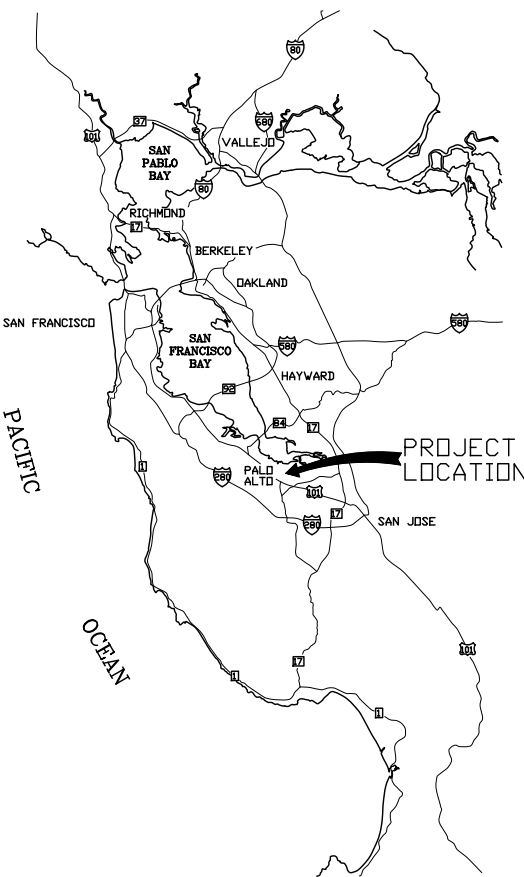 80
37
680
101
VALLEJO
SAN
PABLO
BAY
80
RICHMOND
17
BERKELEY
OAKLAND
SAN FRANCISCO
580
SAN
FRANCISCO
BAY
580
HAYWARD
92
84
17
PACIFIC
PROJECT
LOCATION
1
280
PALO
ALTO
101
17
280
SAN JOSE
OCEAN
101
17
1
1